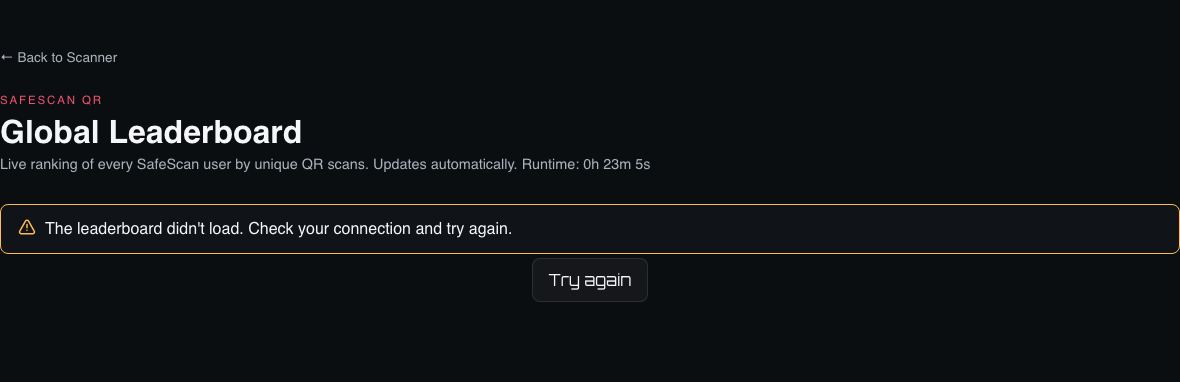 ← Back to Scanner
SAFESCAN QR
Global Leaderboard
Live ranking of every SafeScan user by unique QR scans. Updates automatically. Runtime: 0h 23m 5s
The leaderboard didn't load. Check your connection and try again.
Try again